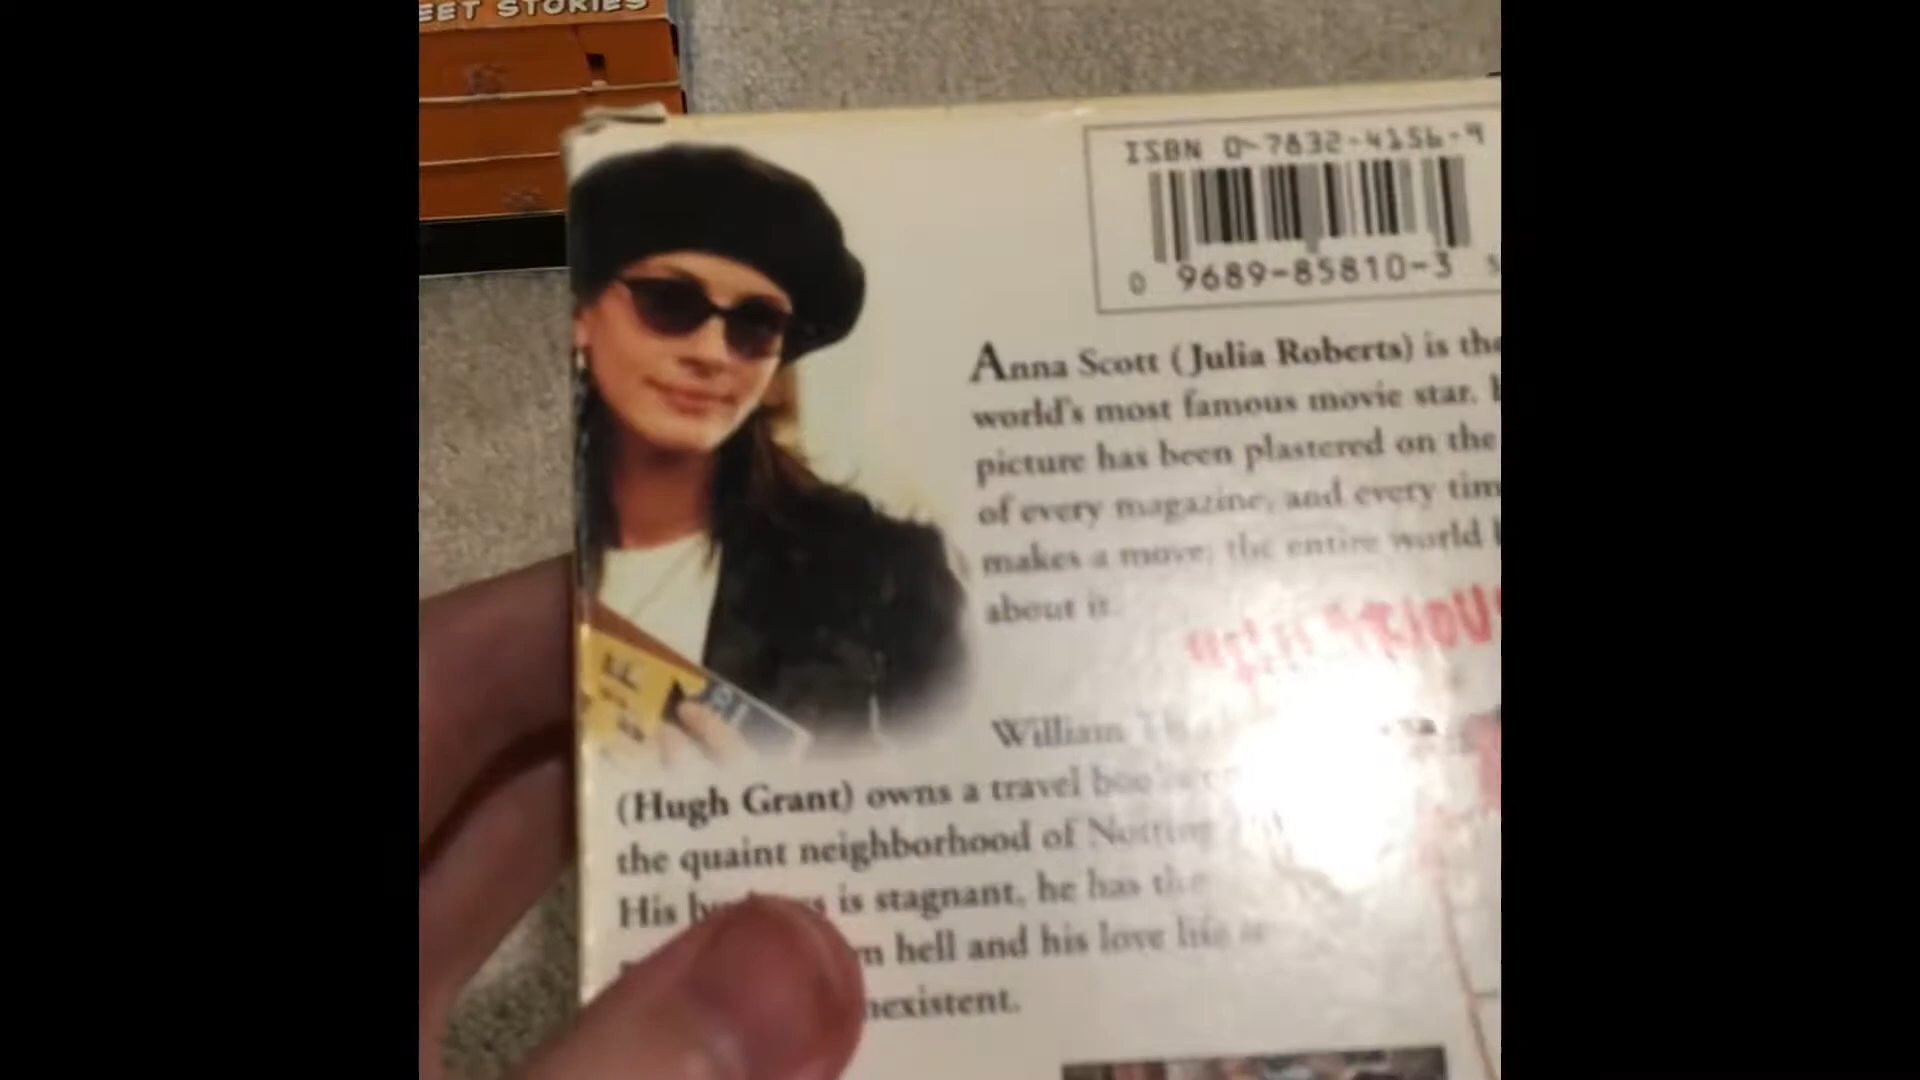 EET STORIES
ISBN 0-7832-4156-9
0 9689-85810-3
Anna Scott (Julia Roberts) is the
world's most famous movie star.
picture has been plastered on the
of every magazine, and every tim
makes a move, the entire world
about it.
William
(Hugh Grant) owns a travel
the quaint neighborhood of Notting
His is stagnant, he has the
hell and his love life
nexistent.